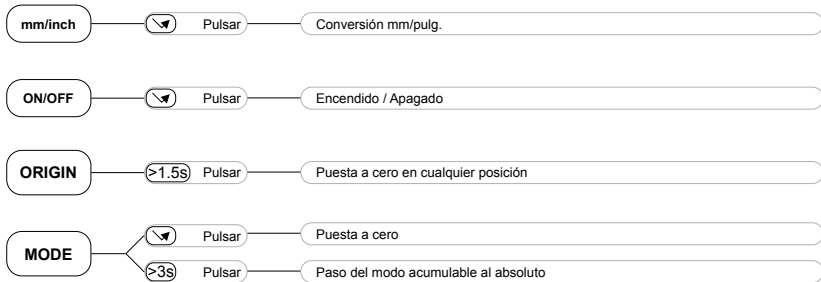 mm/inch Pulsar Conversión mm/pulg.
ON/OFF Pulsar Encendido / Apagado
ORIGIN >1.5s Pulsar Puesta a cero en cualquier posición
MODE
Pulsar Puesta a cero
>3s Pulsar Paso del modo acumulable al absoluto